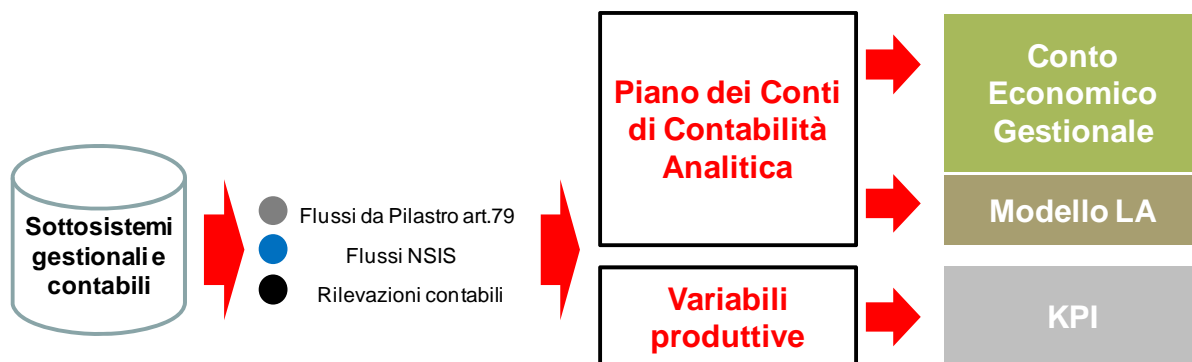 Sottosistemi
gestionali e
contabili
Flussi da Pilastro art.79
Flussi NSIS
Rilevazioni contabili
Piano dei Conti
di Contabilità
Analitica
Variabili
produttive
Conto
Economico
Gestionale
Modello LA
KPI